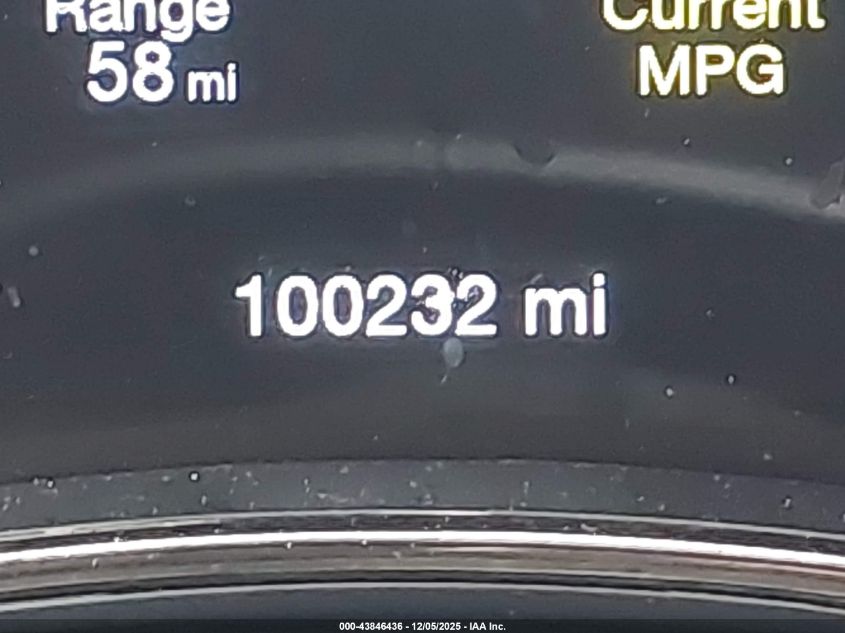 Range
58 mi
Current
MPG
100232 mi
000-43846436 - 12/05/2025 - IAA Inc.